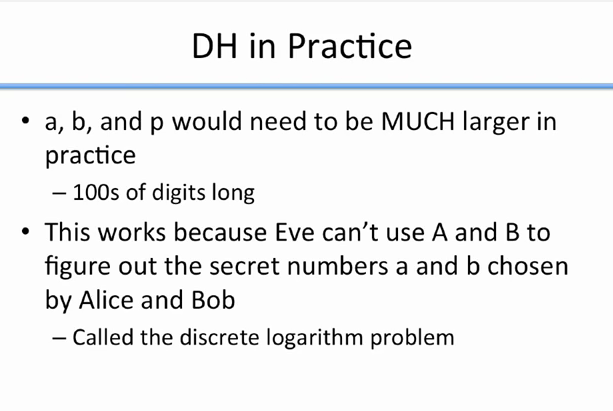 DH in Practice
• a, b, and p would need to be MUCH larger in
practice
– 100s of digits long
• This works because Eve can’t use A and B to
figure out the secret numbers a and b chosen
by Alice and Bob
– Called the discrete logarithm problem